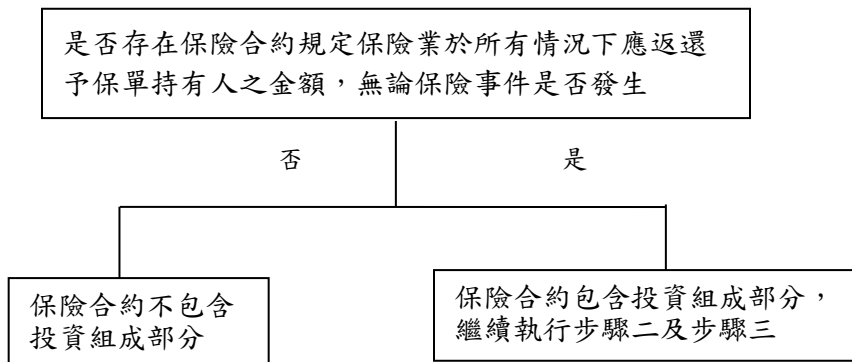 是否存在保險合約規定保險業於所有情況下應返還
予保單持有人之金額，無論保險事件是否發生
否
是
保險合約不包含
投資組成部分
保險合約包含投資組成部分，
繼續執行步驟二及步驟三